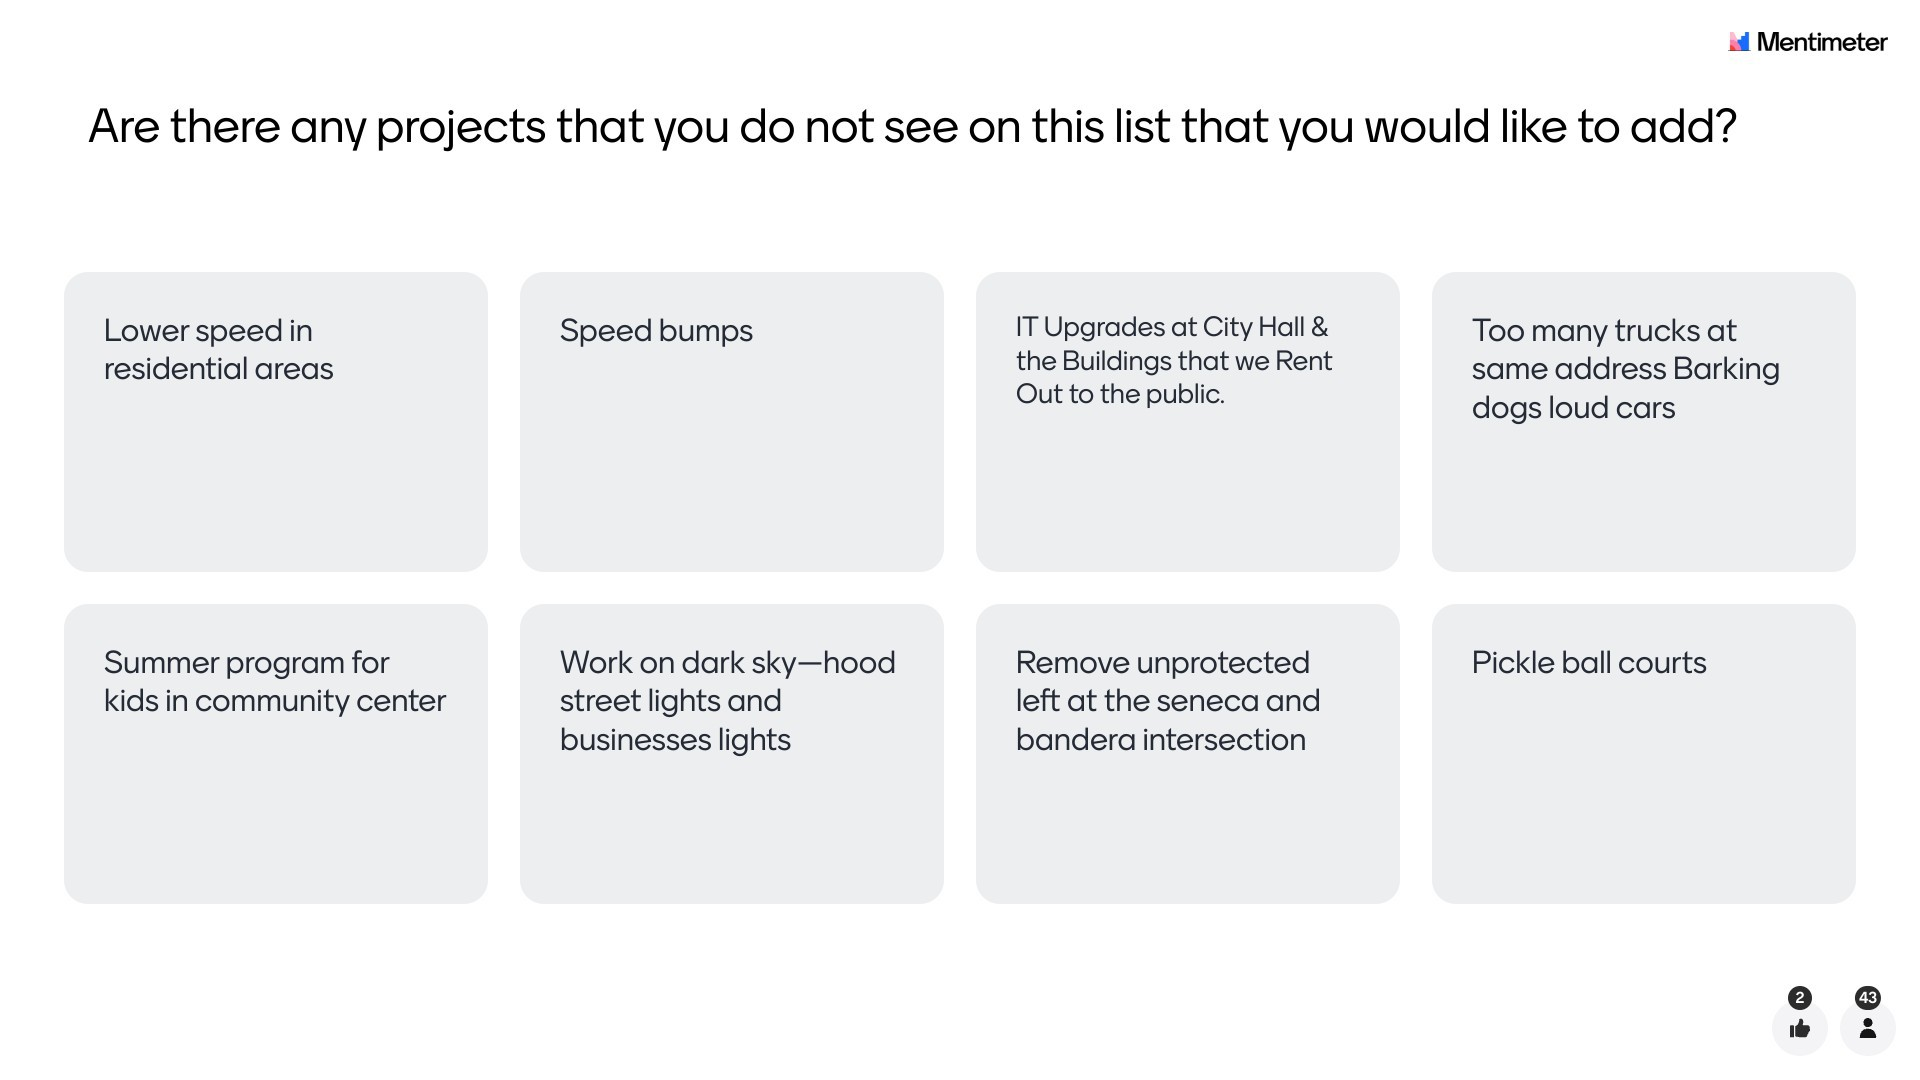 Mentimeter
Are there any projects that you do not see on this list that you would like to add?
Lower speed in
residential areas
Speed bumps
IT Upgrades at City Hall &
the Buildings that we Rent
Out to the public.
Too many trucks at
same address Barking
dogs loud cars
Summer program for
kids in community center
Work on dark sky—hood
street lights and
businesses lights
Remove unprotected
left at the seneca and
bandera intersection
Pickle ball courts
2
43